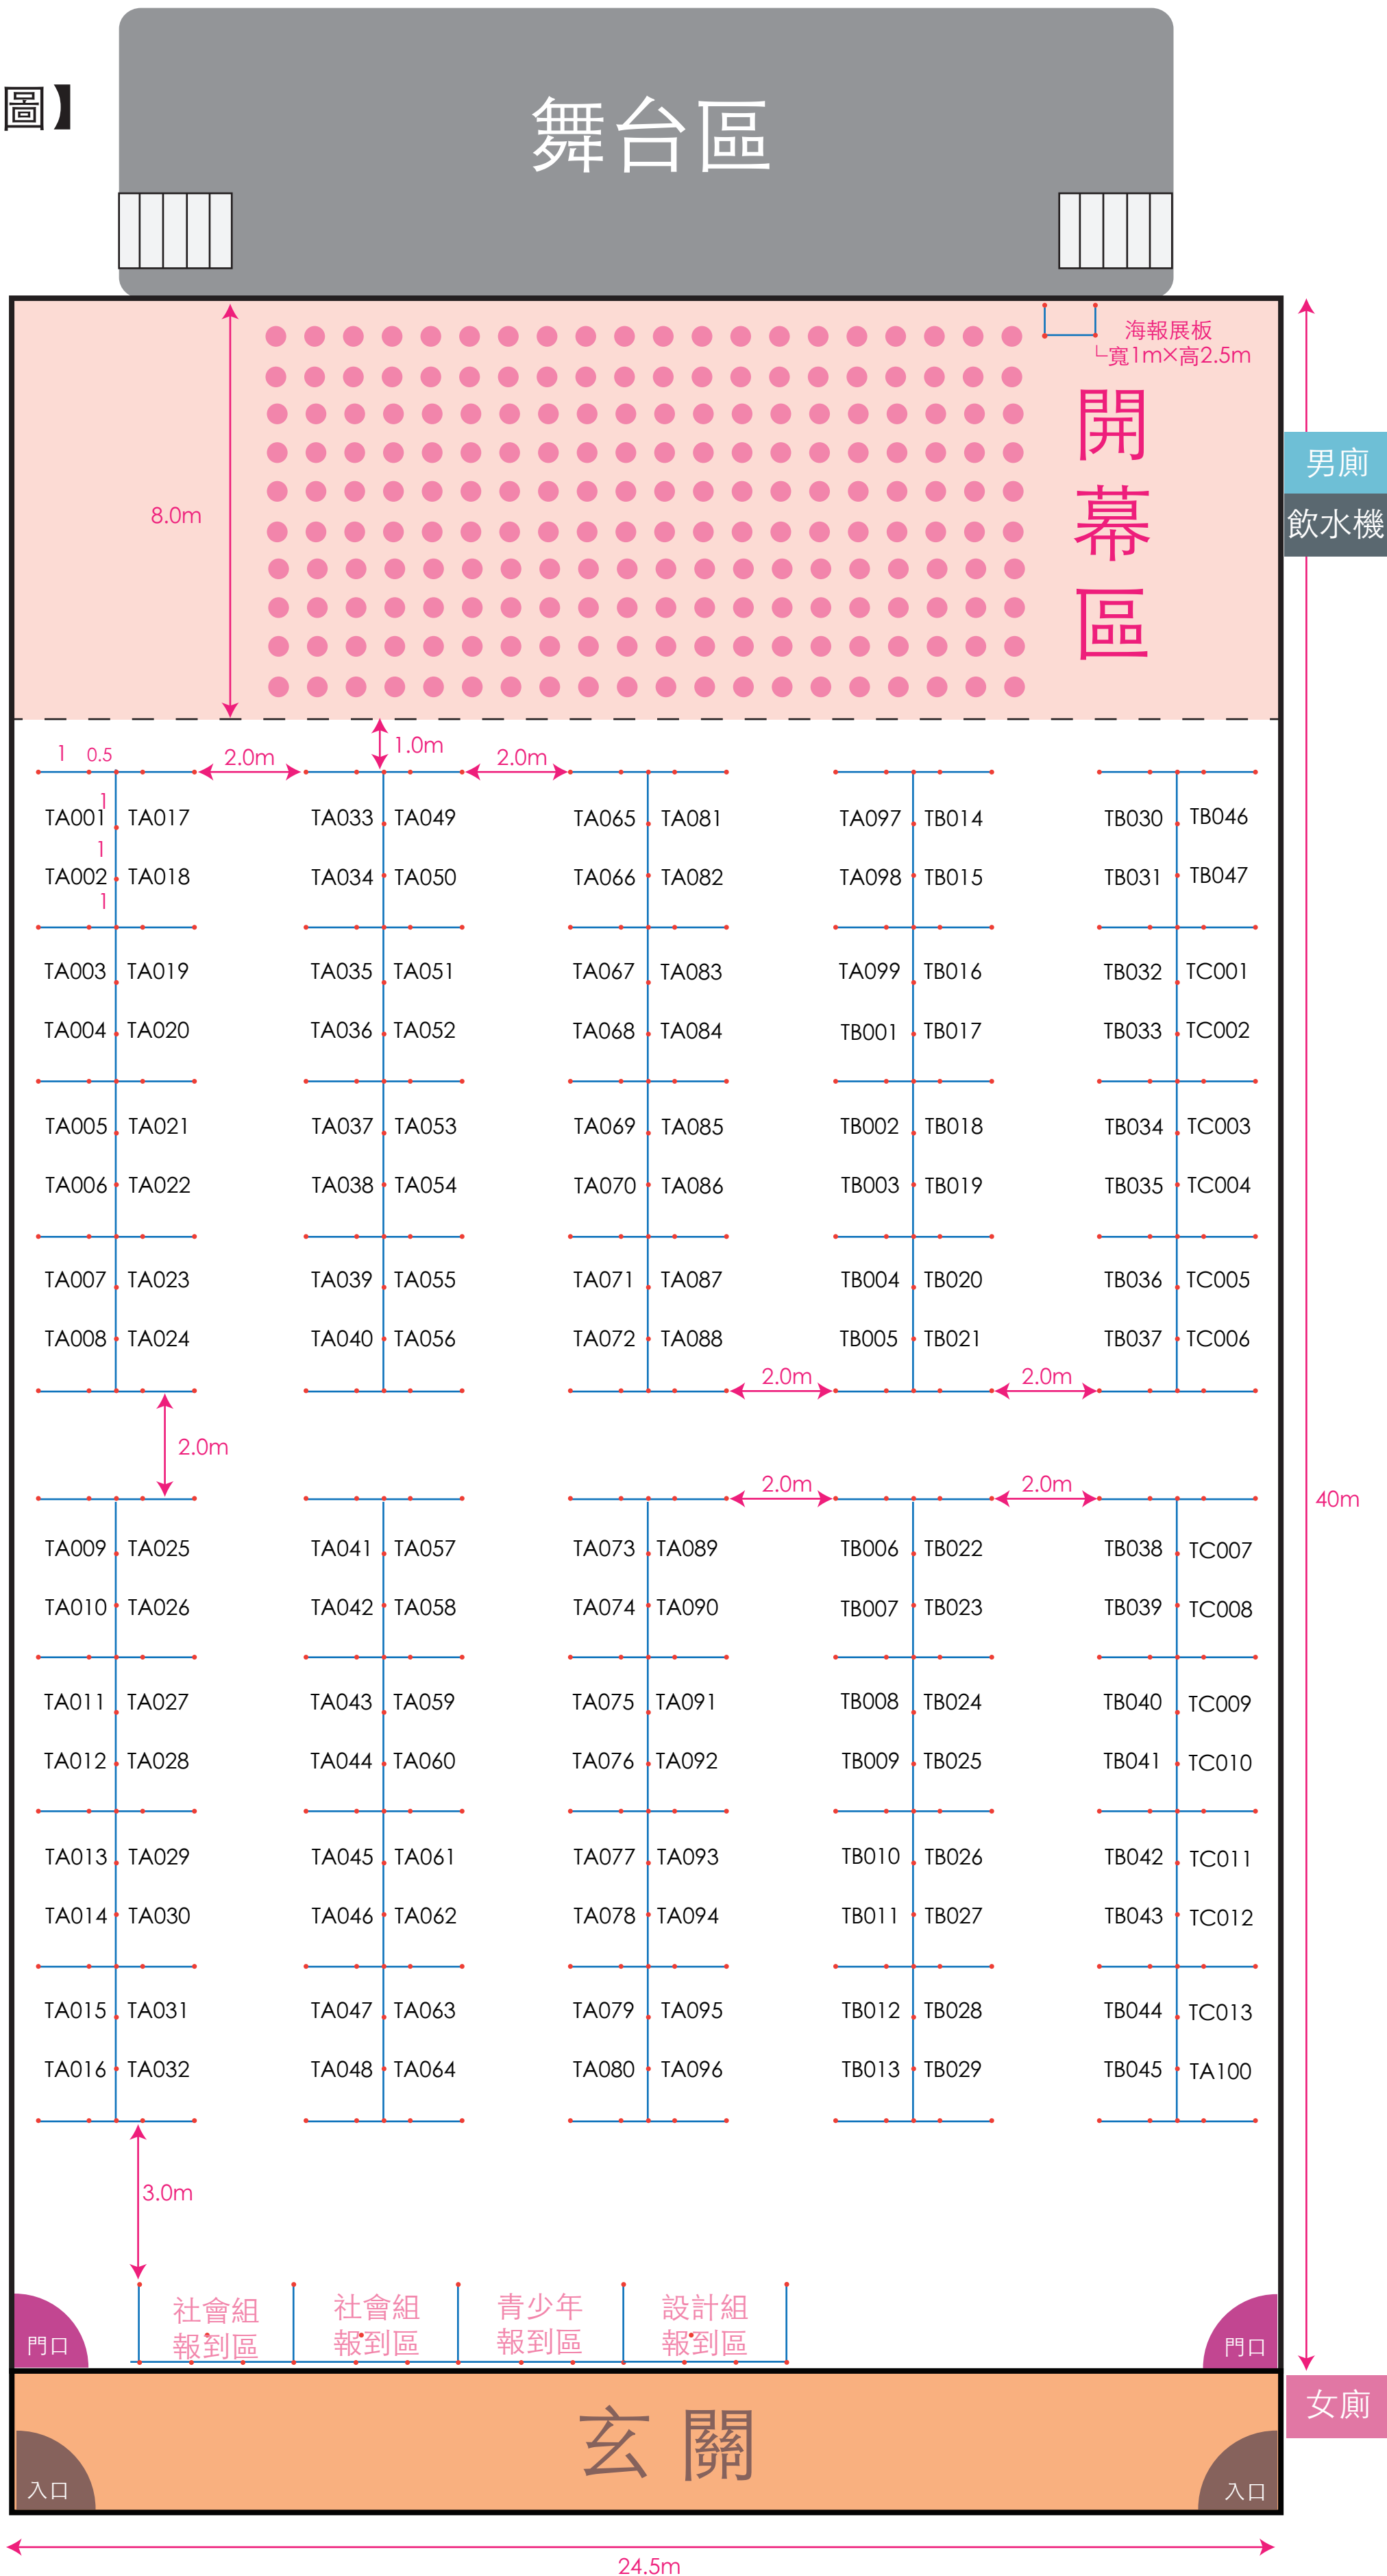 圖】
舞台區
海報展板
└寬1m×高2.5m
開
幕
區
男廁
飲水機
8.0m
1.0m
1 0.5 2.0m 2.0m
1
TA001 TA017 TA033 TA049 TA065 TA081 TA097 TB014 TB030 TB046
1
TA002 TA018 TA034 TA050 TA066 TA082 TA098 TB015 TB031 TB047
1
TA003 TA019 TA035 TA051 TA067 TA083 TA099 TB016 TB032 TC001
TA004 TA020 TA036 TA052 TA068 TA084 TB001 TB017 TB033 TC002
TA005 TA021 TA037 TA053 TA069 TA085 TB002 TB018 TB034 TC003
TA006 TA022 TA038 TA054 TA070 TA086 TB003 TB019 TB035 TC004
TA007 TA023 TA039 TA055 TA071 TA087 TB004 TB020 TB036 TC005
TA008 TA024 TA040 TA056 TA072 TA088 TB005 TB021 TB037 TC006
2.0m 2.0m
2.0m
2.0m 2.0m
40m
TA009 TA025 TA041 TA057 TA073 TA089 TB006 TB022 TB038 TC007
TA010 TA026 TA042 TA058 TA074 TA090 TB007 TB023 TB039 TC008
TA011 TA027 TA043 TA059 TA075 TA091 TB008 TB024 TB040 TC009
TA012 TA028 TA044 TA060 TA076 TA092 TB009 TB025 TB041 TC010
TA013 TA029 TA045 TA061 TA077 TA093 TB010 TB026 TB042 TC011
TA014 TA030 TA046 TA062 TA078 TA094 TB011 TB027 TB043 TC012
TA015 TA031 TA047 TA063 TA079 TA095 TB012 TB028 TB044 TC013
TA016 TA032 TA048 TA064 TA080 TA096 TB013 TB029 TB045 TA100
3.0m
社會組 社會組 青少年 設計組
報到區 報到區 報到區 報到區
門口 門口
女廁
玄 關
入口 入口
24.5m